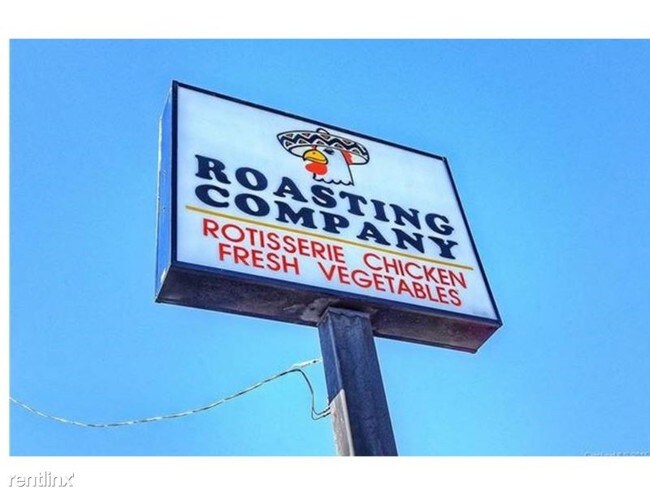 ROASTING
COMPANY
ROTISSERIE CHICKEN
FRESH VEGETABLES
rentlinx